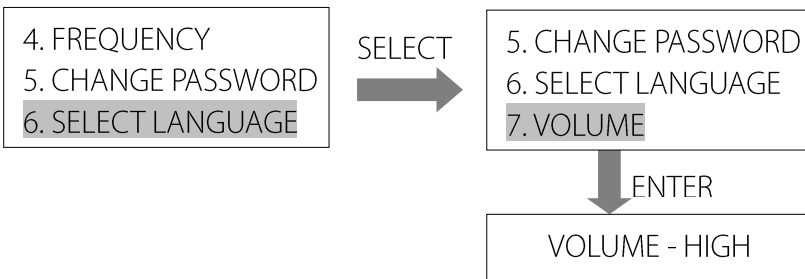 4. FREQUENCY
5. CHANGE PASSWORD
6. SELECT LANGUAGE
SELECT
5. CHANGE PASSWORD
6. SELECT LANGUAGE
7. VOLUME
ENTER
VOLUME - HIGH